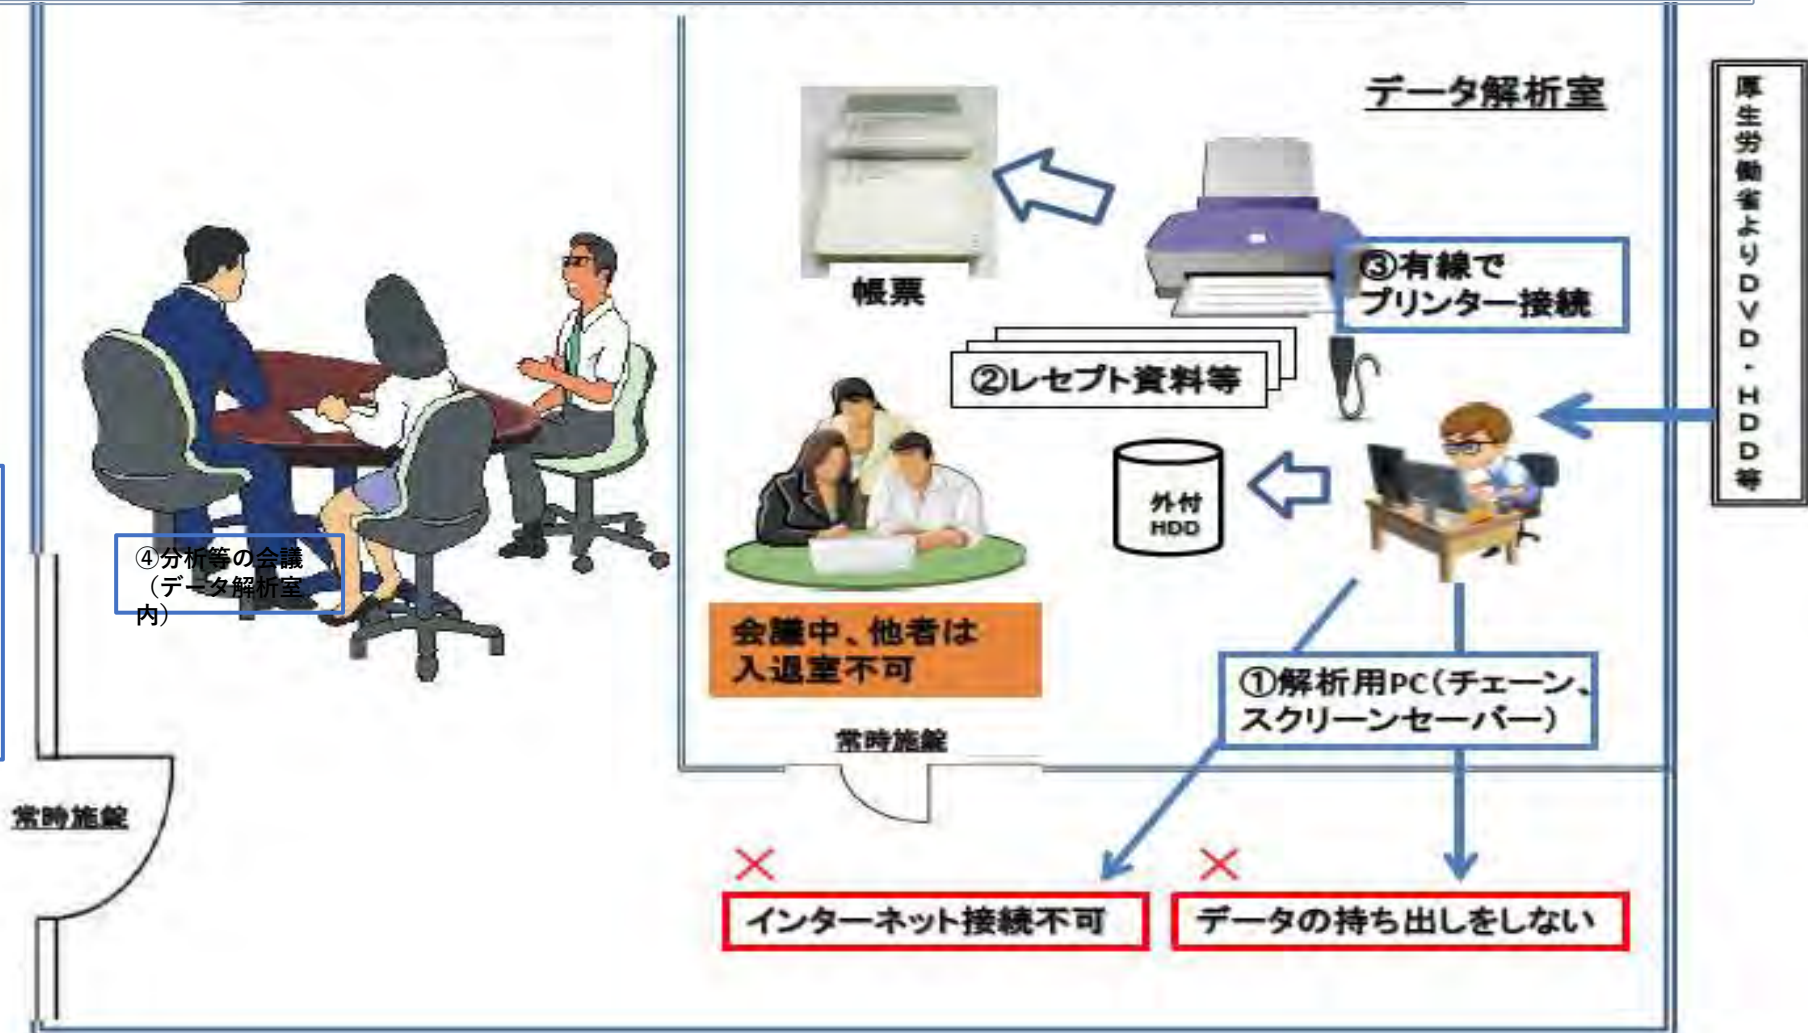 データ解析室
厚生労働省よりDVD・HDD等
帳票
③有線で
プリンター接続
②レセプト資料等
外付
HDD
④分析等の会議
（データ解析室
内）
会議中、他者は
入退室不可
①解析用PC（チェーン、
スクリーンセーバー）
常時施錠
常時施錠
×
×
インターネット接続不可
データの持ち出しをしない